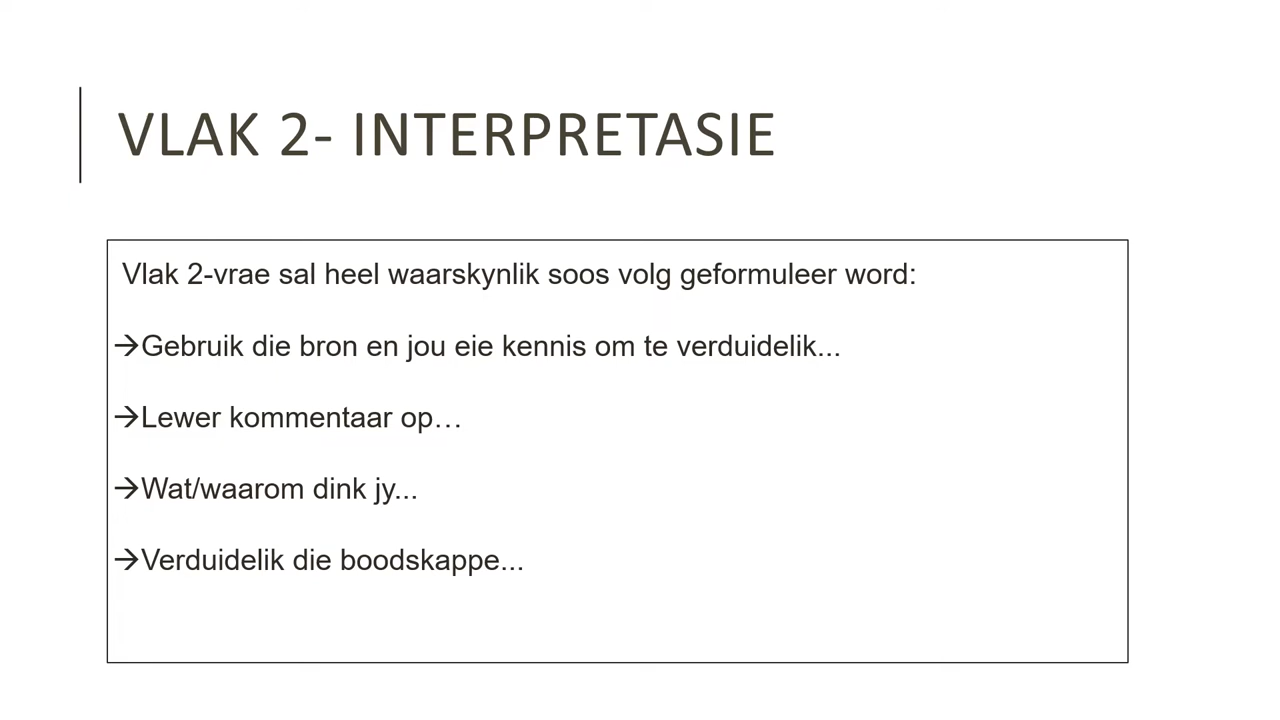 VLAK 2- INTERPRETASIE
Vlak 2-vrae sal heel waarskynlik soos volg geformuleer word:
→Gebruik die bron en jou eie kennis om te verduidelik...
→Lewer kommentaar op…
→Wat/waarom dink jy...
→Verduidelik die boodskappe...